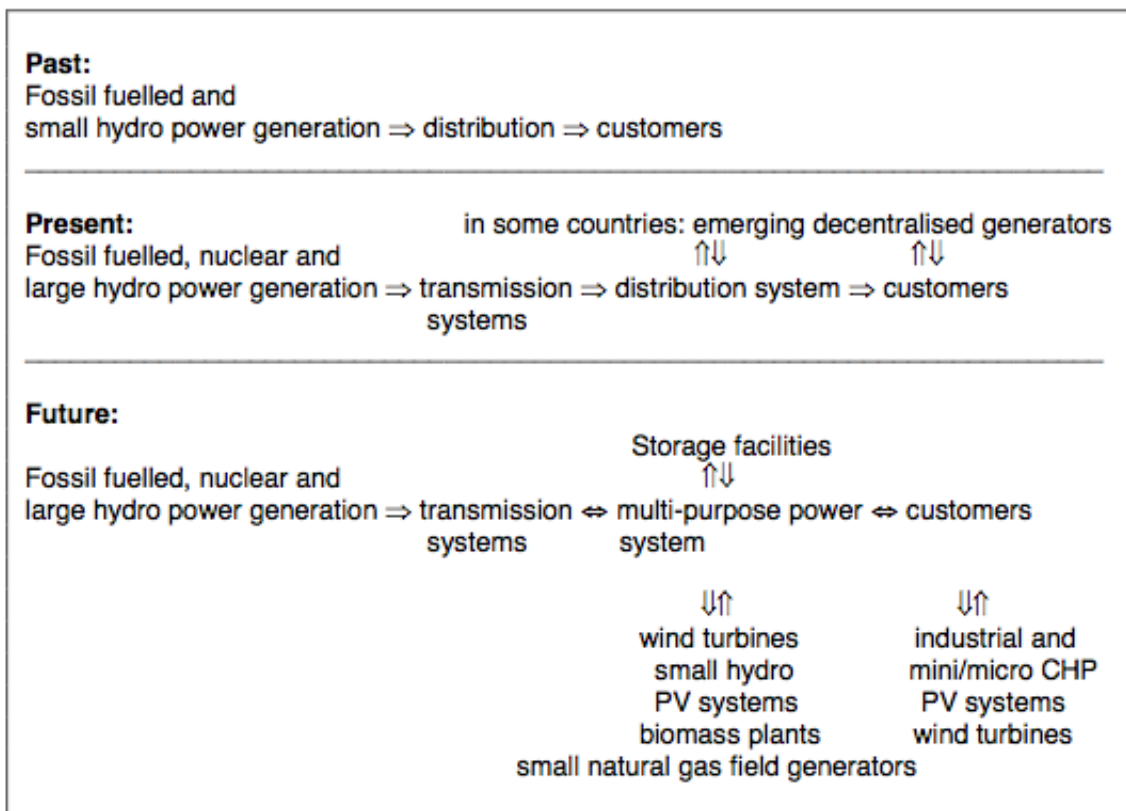 Past:
Fossil fuelled and
small hydro power generation ⇒ distribution ⇒ customers
Present: in some countries: emerging decentralised generators
Fossil fuelled, nuclear and ⇑⇓ ⇑⇓
large hydro power generation ⇒ transmission ⇒ distribution system ⇒ customers
systems
Future:
Storage facilities
Fossil fuelled, nuclear and ⇑⇓
large hydro power generation ⇒ transmission ⇔ multi-purpose power ⇔ customers
systems system
⇓⇑ ⇓⇑
wind turbines industrial and
small hydro mini/micro CHP
PV systems PV systems
biomass plants wind turbines
small natural gas field generators